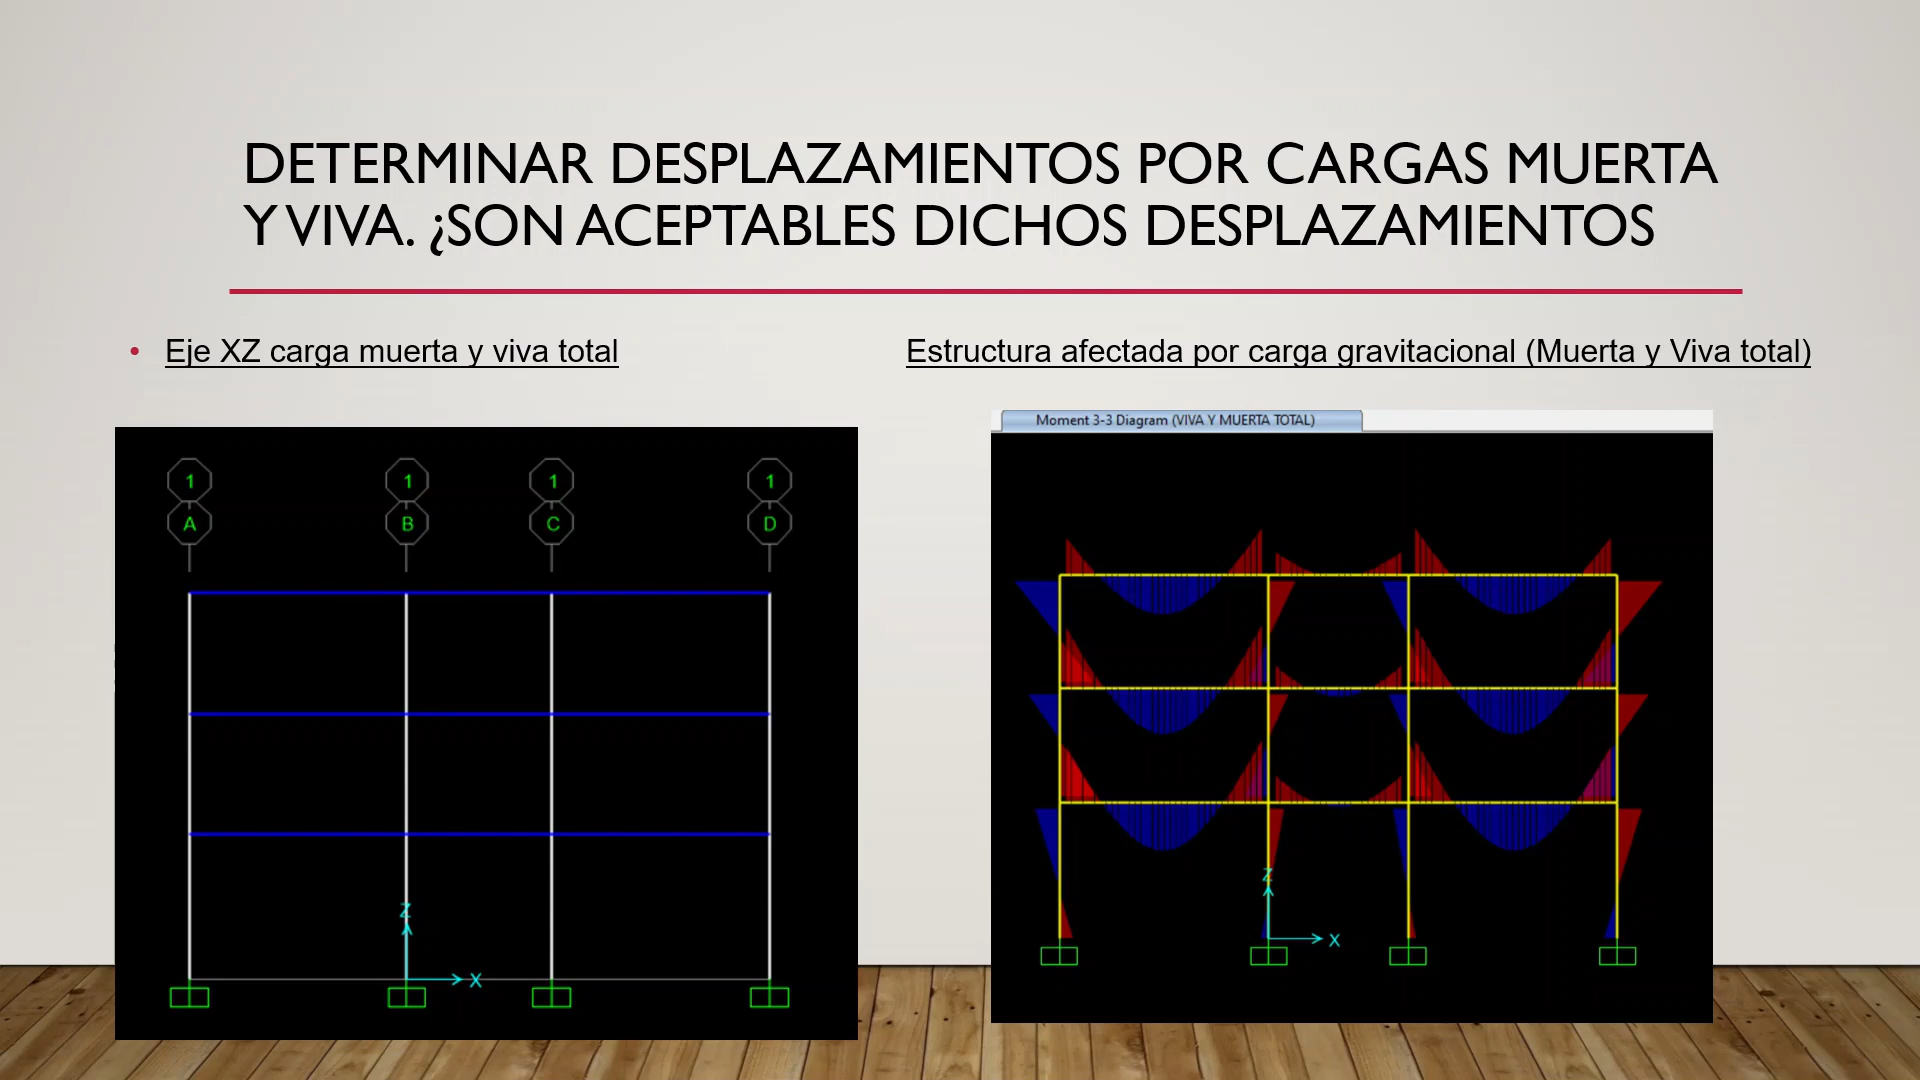 DETERMINAR DESPLAZAMIENTOS POR CARGAS MUERTA
Y VIVA. ¿SON ACEPTABLES DICHOS DESPLAZAMIENTOS
• Eje XZ carga muerta y viva total
Estructura afectada por carga gravitacional (Muerta y Viva total)
1 1 1 1
A B C D
Z
X
Moment 3-3 Diagram (VIVA Y MUERTA TOTAL)
Z
X